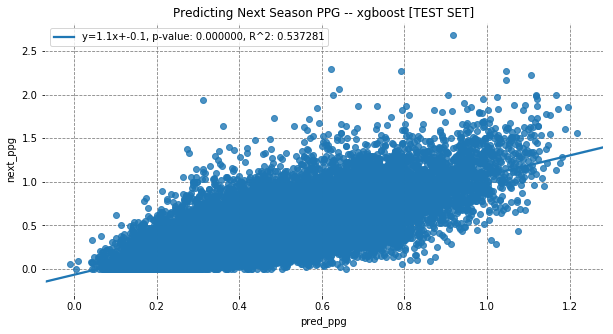 Predicting Next Season PPG -- xgboost [TEST SET]
y=1.1x+-0.1, p-value: 0.000000, R^2: 0.537281
2.5
2.0
1.5
1.0
0.5
0.0
next_ppg
0.0 0.2 0.4 0.6 0.8 1.0 1.2
pred_ppg